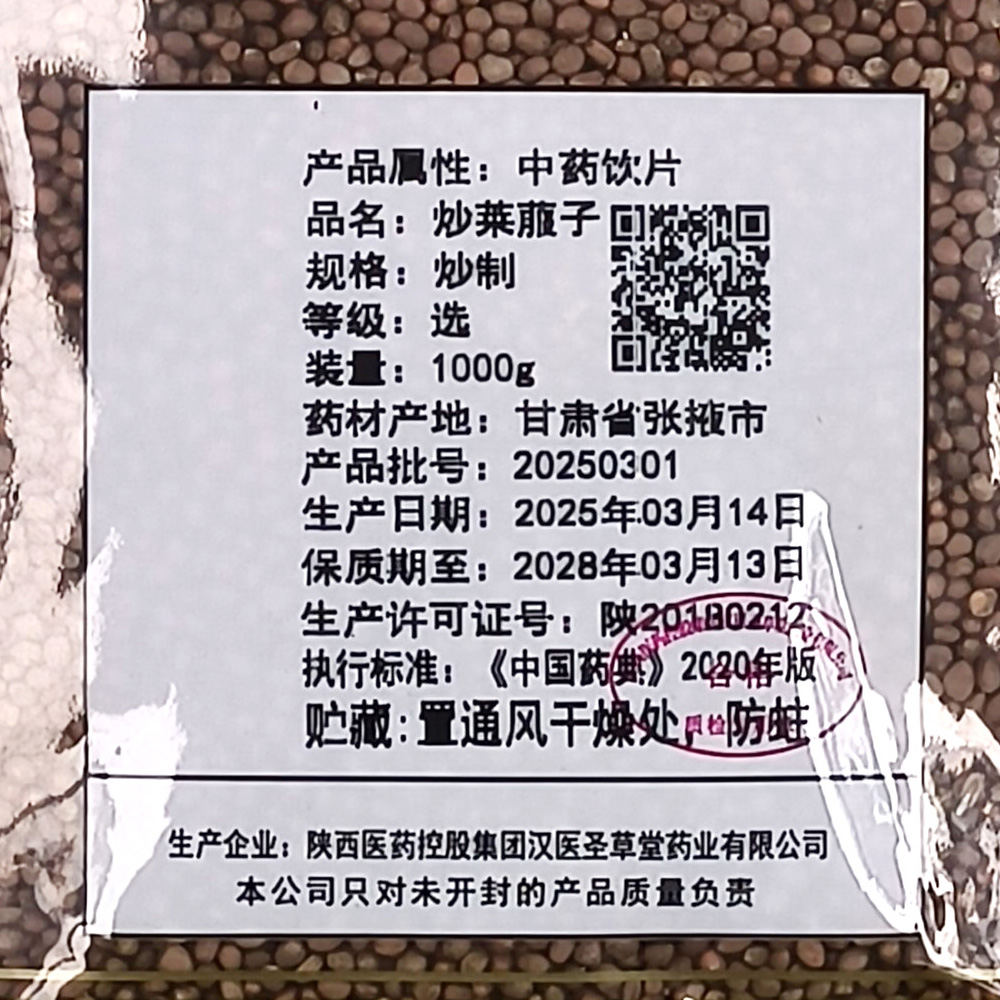 产品属性：中药饮片
品名：炒莱菔子
规格：炒制
等级：选
装量：1000g
药材产地：甘肃省张掖市
产品批号：20250301
生产日期：2025年03月14日
保质期至：2028年03月13日
生产许可证号：陕20180212
执行标准：《中国药典》2020年版
贮藏：置通风干燥处，防蛀
合格
质检
生产企业：陕西医药控股集团汉医圣草堂药业有限公司
本公司只对未开封的产品质量负责